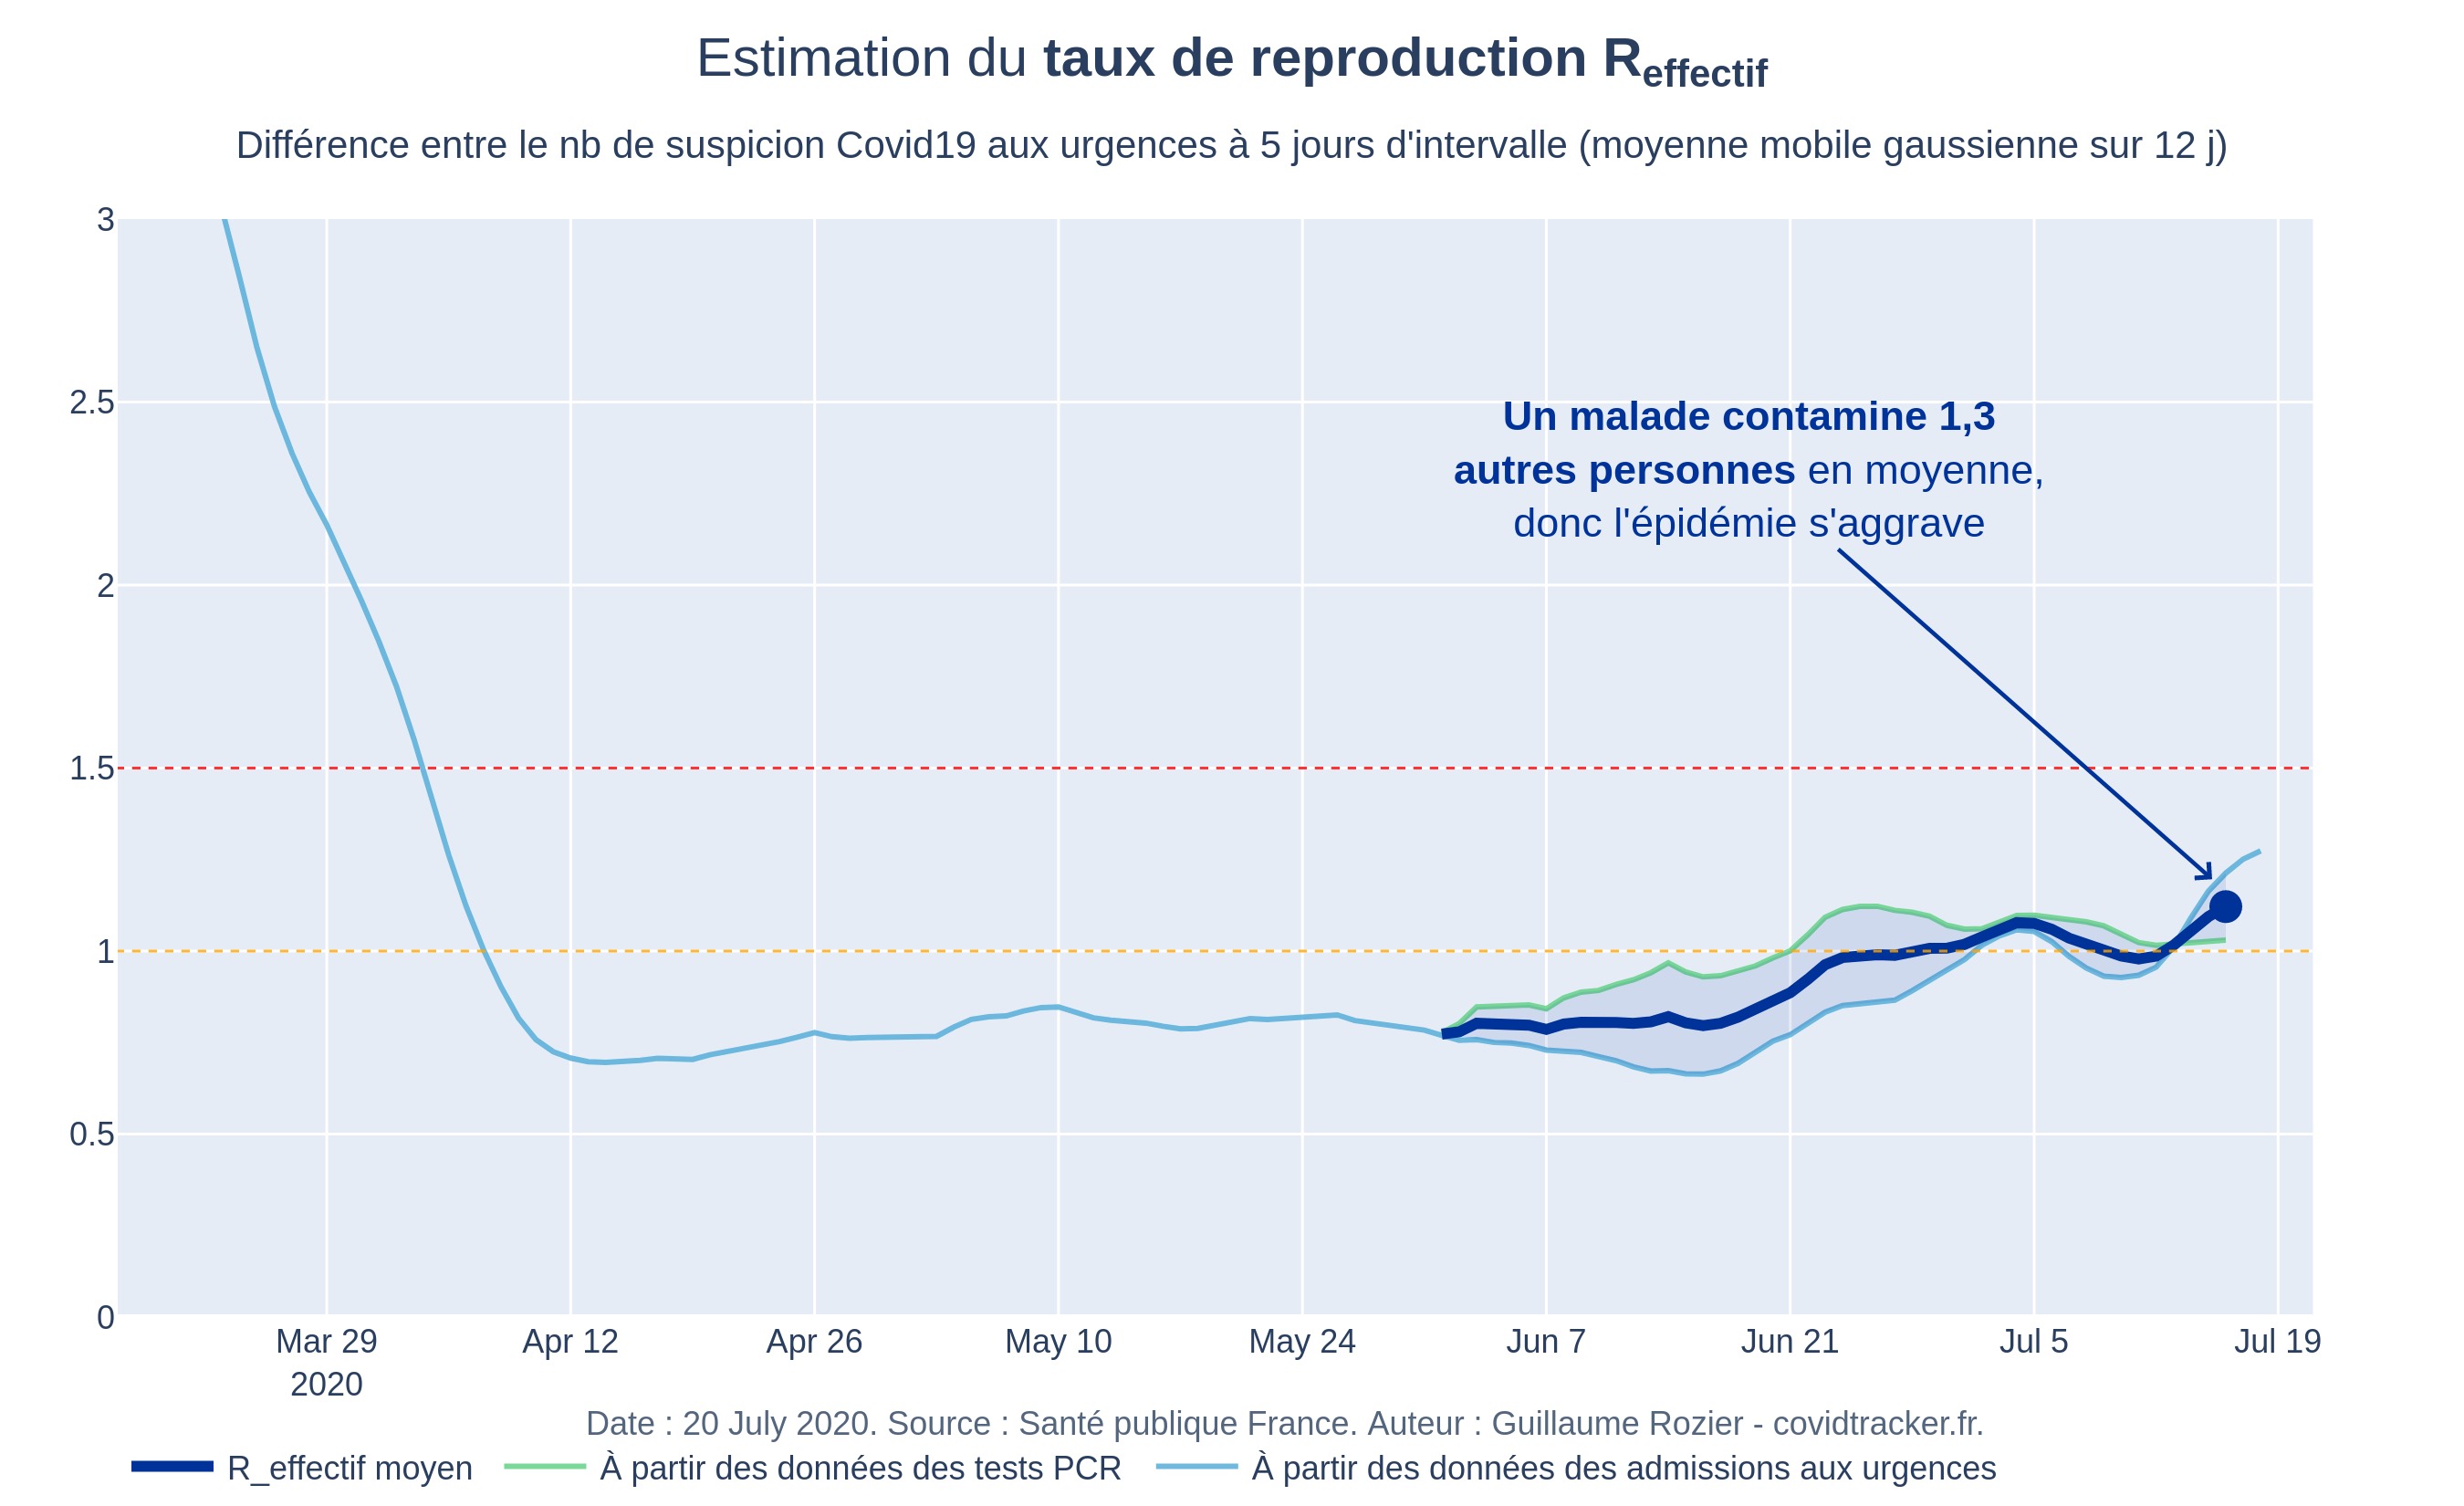 Estimation du taux de reproduction Reffectif
Différence entre le nb de suspicion Covid19 aux urgences à 5 jours d'intervalle (moyenne mobile gaussienne sur 12 j)
3
2.5
2
1.5
1
0.5
0
Un malade contamine 1,3
autres personnes en moyenne,
donc l'épidémie s'aggrave
Mar 29
2020
Apr 12
Apr 26
May 10
May 24
Jun 7
Jun 21
Jul 5
Jul 19
Date : 20 July 2020. Source : Santé publique France. Auteur : Guillaume Rozier - covidtracker.fr.
R_effectif moyen
À partir des données des tests PCR
À partir des données des admissions aux urgences